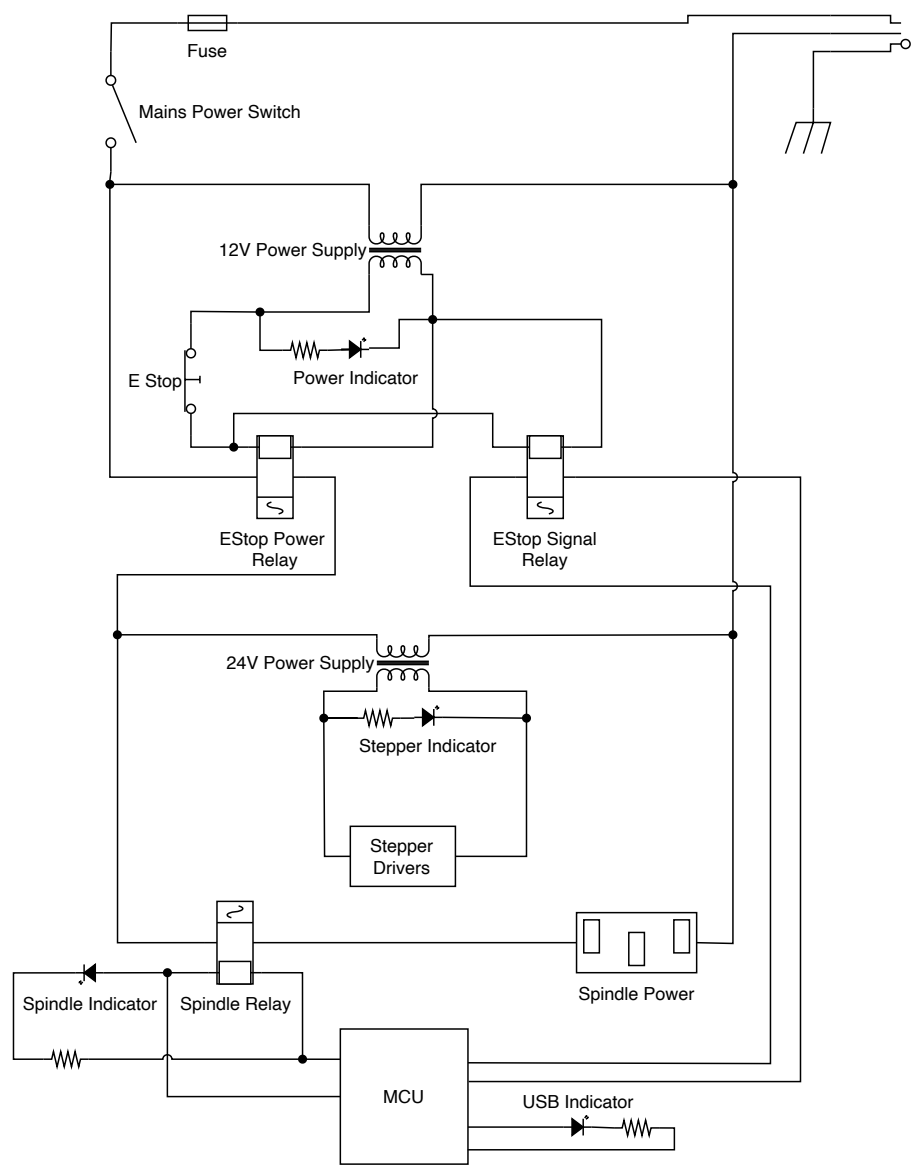 Fuse
Mains Power Switch
12V Power Supply
Power Indicator
E Stop
EStop Power
Relay
EStop Signal
Relay
24V Power Supply
Stepper Indicator
Stepper
Drivers
Spindle Indicator
Spindle Relay
Spindle Power
MCU
USB Indicator